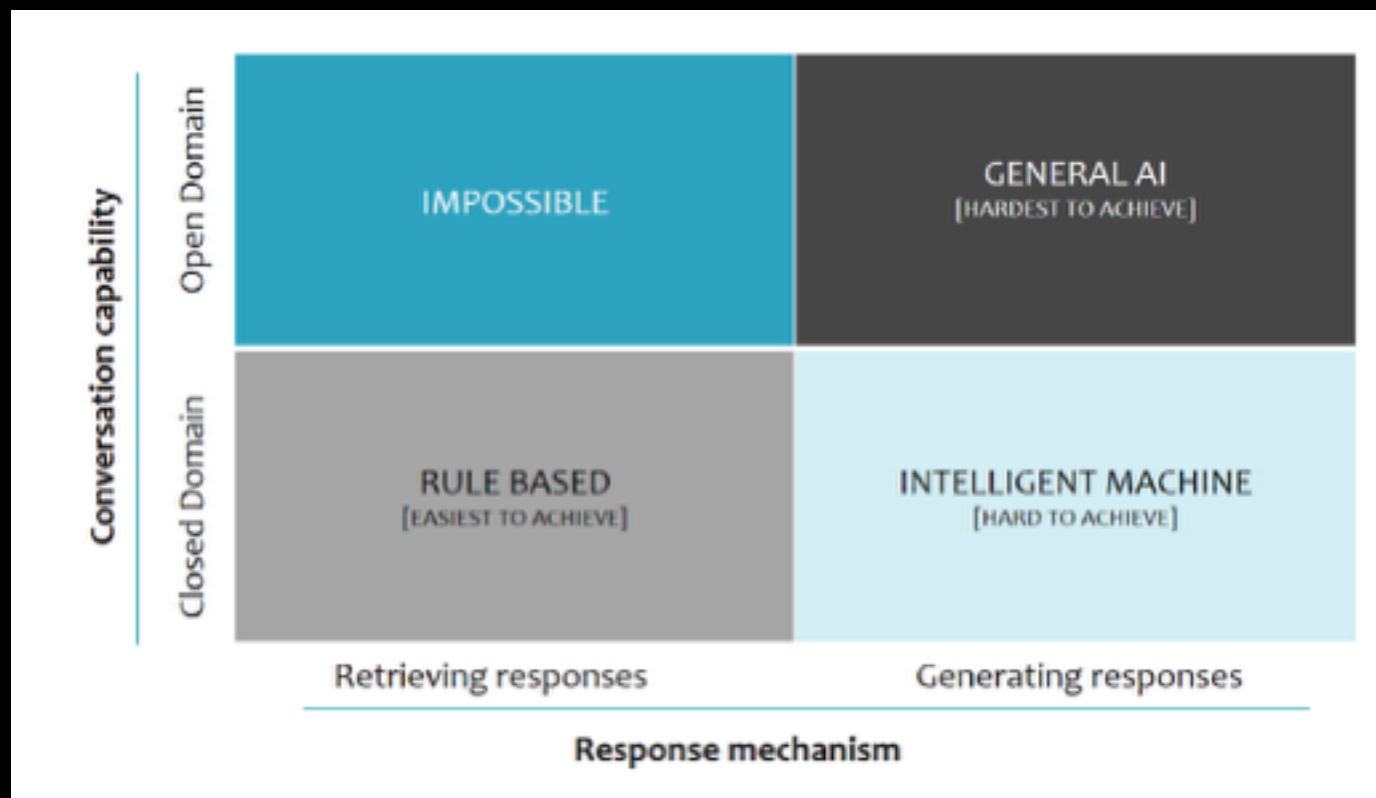 Conversation capability
Open Domain
IMPOSSIBLE
GENERAL AI
[HARDEST TO ACHIEVE]
Closed Domain
RULE BASED
[EASIEST TO ACHIEVE]
INTELLIGENT MACHINE
[HARD TO ACHIEVE]
Retrieving responses
Generating responses
Response mechanism